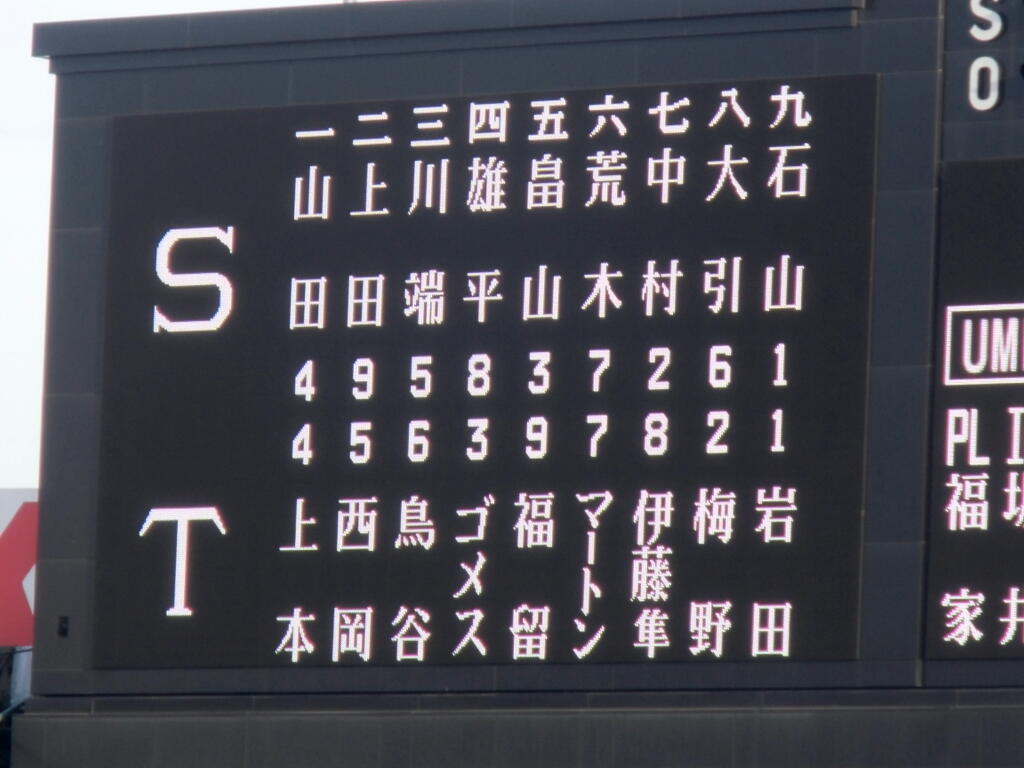 一 二 三 四 五 六 七 八 九
S
山田 上田 川端 雄平 畠山 荒木 中村 大引 石山
4 9 5 8 3 7 2 6 1
4 5 6 3 9 7 8 2 1
T
上本 西岡 鳥谷 ゴメス 福留 マートン 伊藤隼 梅野 岩田
S
O
PL
福家